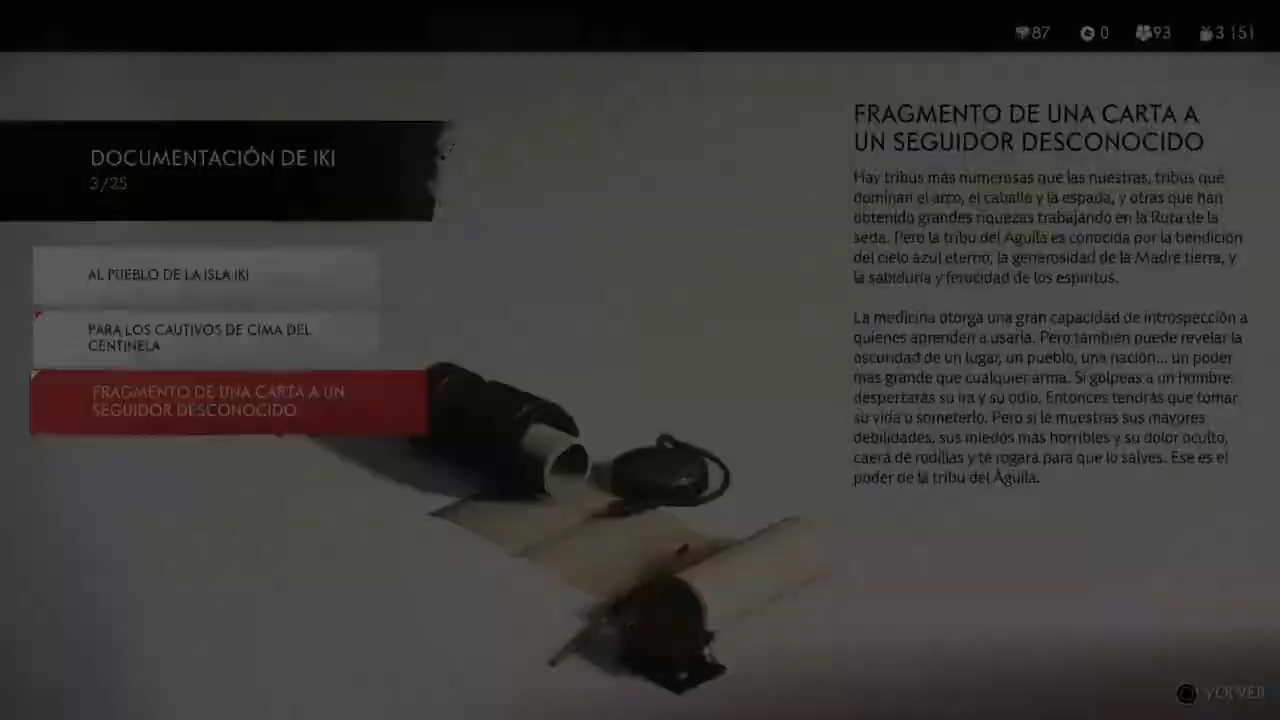 87 0 93 3 151
DOCUMENTACIÓN DE IKI
3/25
AL PUEBLO DE LA ISLA IKI
PARA LOS CAUTIVOS DE CIMA DEL
CENTINELA
FRAGMENTO DE UNA CARTA A UN
SEGUIDOR DESCONOCIDO
FRAGMENTO DE UNA CARTA A
UN SEGUIDOR DESCONOCIDO
Hay tribus más numerosas que las nuestras, tribus que
dominan el arco, el caballo y la espada, y otras que han
obtenido grandes riquezas trabajando en la Ruta de la
seda. Pero la tribu del Águila es conocida por la bendición
del cielo azul eterno, la generosidad de la Madre tierra, y
la sabiduría y ferocidad de los espíritus.
La medicina otorga una gran capacidad de introspección a
quienes aprenden a usarla. Pero también puede revelar la
oscuridad de un lugar, un pueblo, una nación... un poder
más grande que cualquier arma. Si golpeas a un hombre,
despertarás su ira y su odio. Entonces tendrás que tomar
su vida o someterlo. Pero si le muestras sus mayores
debilidades, sus miedos más horribles y su dolor oculto,
caerá de rodillas y te rogará para que lo salves. Ese es el
poder de la tribu del Águila.
VOLVER